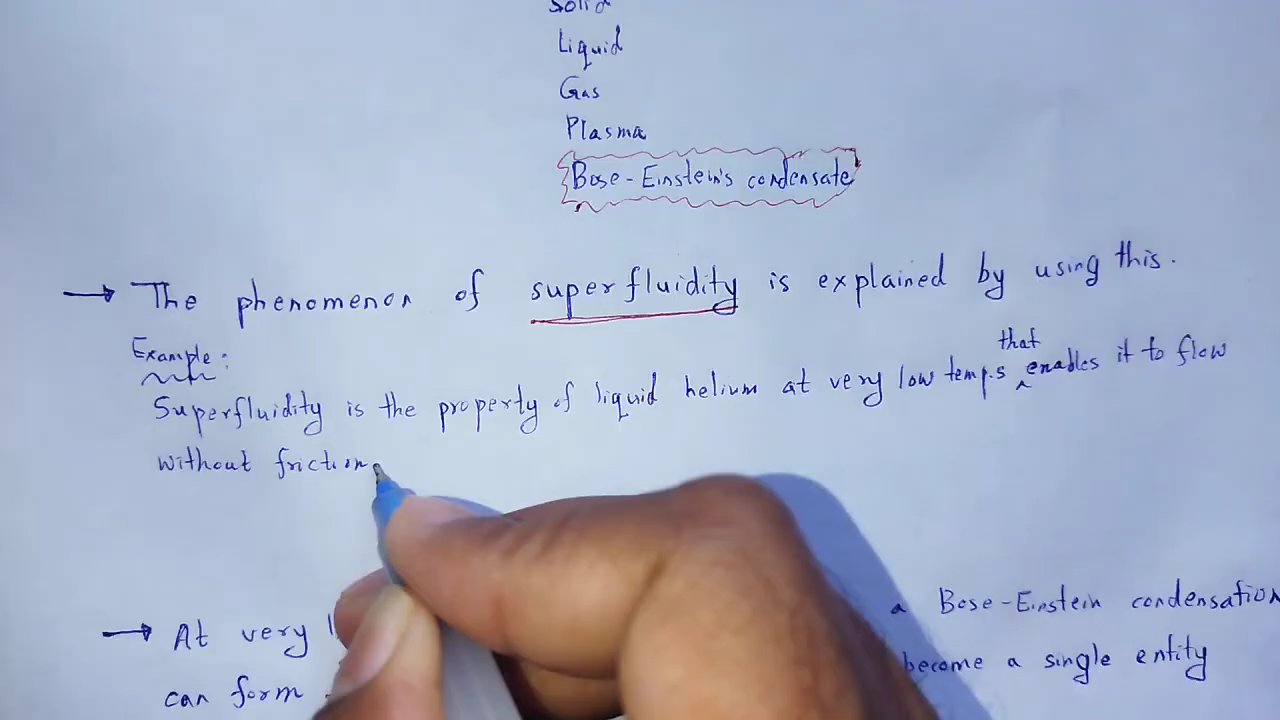 Solid
Liquid
Gas
Plasma
Bose-Einstein's condensate
→ The phenomenon of superfluidity is explained by using this.
Example:
that
Superfluidity is the property of liquid helium at very low temp.s ^ enables it to flow
without friction
→ At very a Bose-Einstein condensation
can form become a single entity